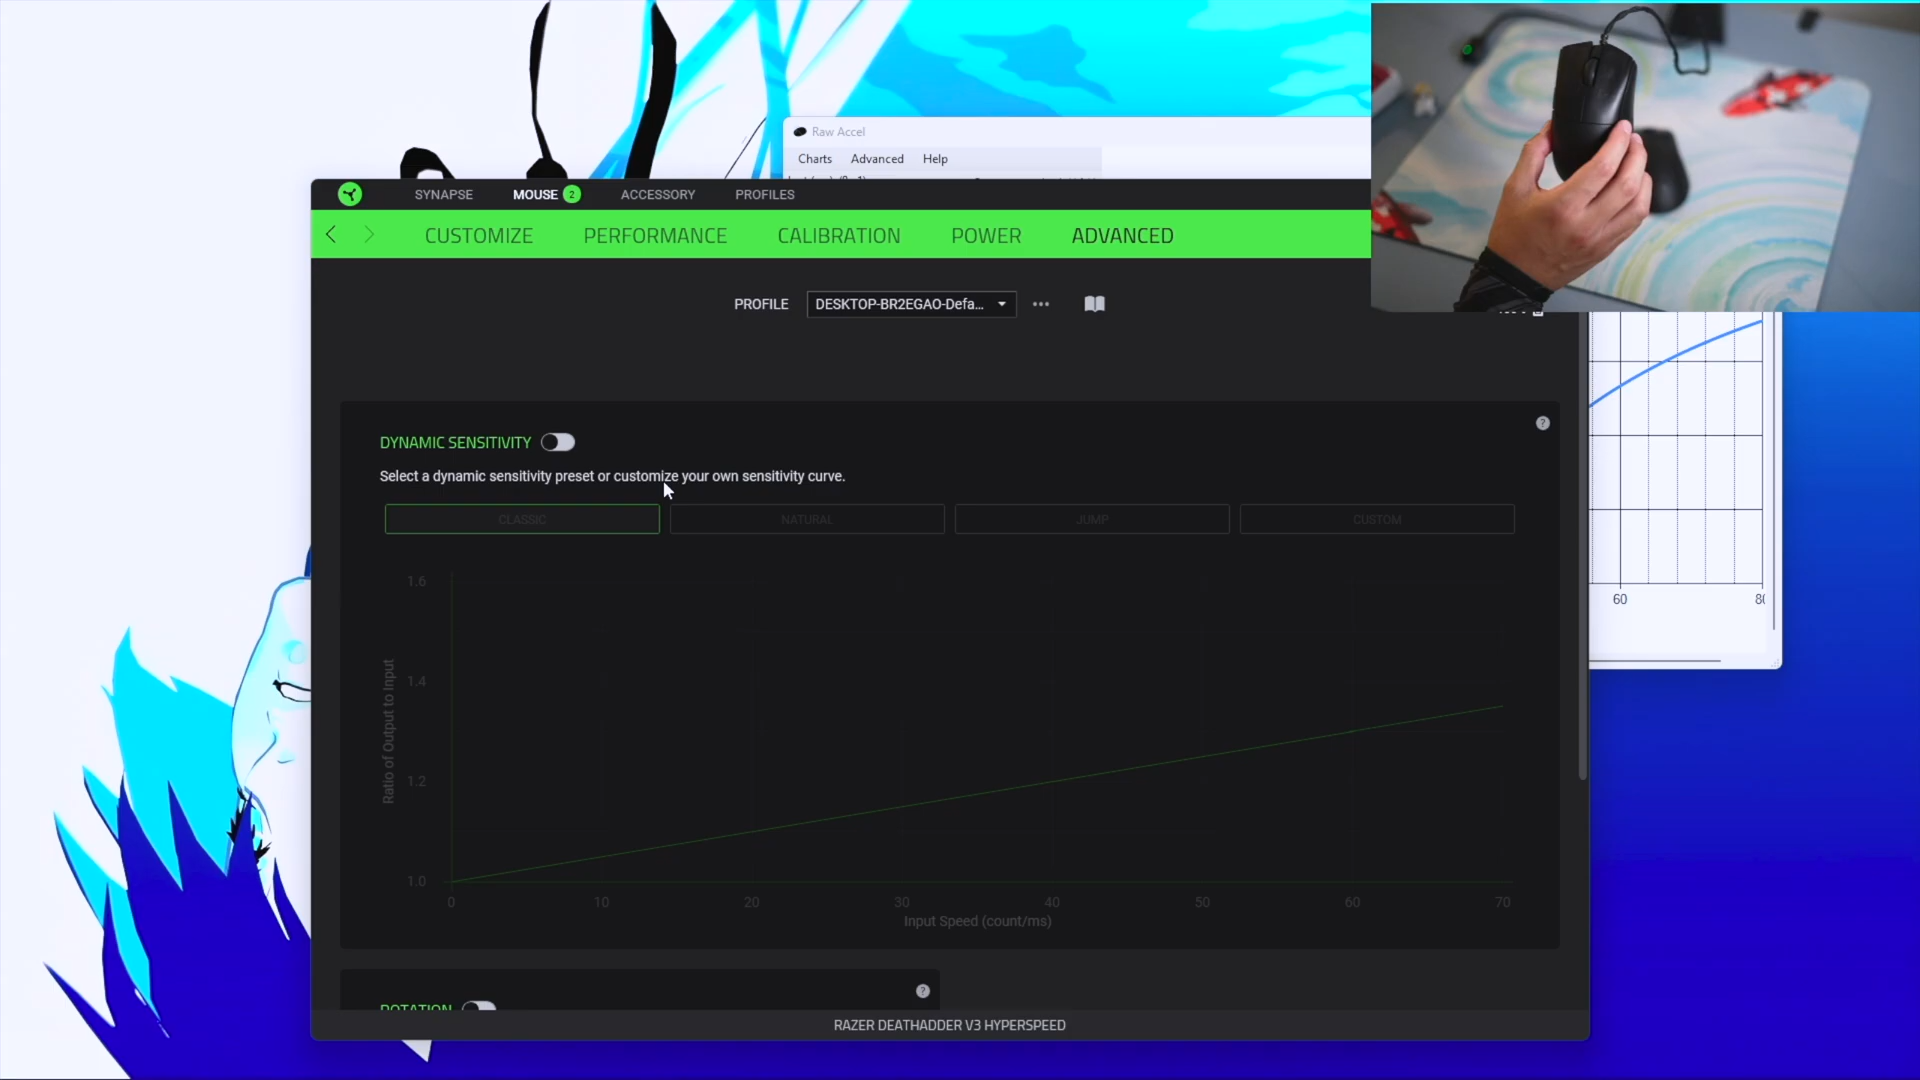 Raw Accel
Charts Advanced Help
SYNAPSE MOUSE 2 ACCESSORY PROFILES
CUSTOMIZE PERFORMANCE CALIBRATION POWER ADVANCED
PROFILE DESKTOP-BR2EGAO-Defa...
DYNAMIC SENSITIVITY
Select a dynamic sensitivity preset or customize your own sensitivity curve.
CLASSIC NATURAL JUMP CUSTOM
1.6
1.4
1.2
1.0
Ratio of Output to Input
0 10 20 30 40 50 60 70
Input Speed (count/ms)
60 80
ROTATION
RAZER DEATHADDER V3 HYPERSPEED